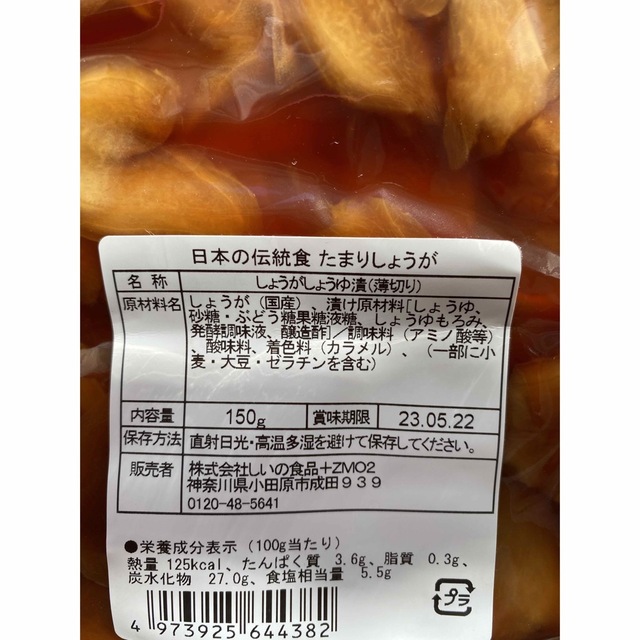 日本の伝統食 たまりしょうが
名 称 しょうがしょうゆ漬(薄切り)
原材料名 しょうが(国産)、漬け原材料[しょうゆ、
砂糖・ぶどう糖果糖液糖、しょうゆもろみ、
発酵調味液、醸造酢]／調味料(アミノ酸等)
、酸味料、着色料(カラメル)、(一部に小
麦・大豆・ゼラチンを含む)
内容量 150g 賞味期限 23.05.22
保存方法 直射日光・高温多湿を避けて保存してください。
販売者 株式会社しいの食品+ZMO2
神奈川県小田原市成田939
0120-48-5641
●栄養成分表示(100g当たり)
熱量 125kcal、たんぱく質 3.6g、脂質 0.3g、
炭水化物 27.0g、食塩相当量 5.5g
プラ
4 973925 644382